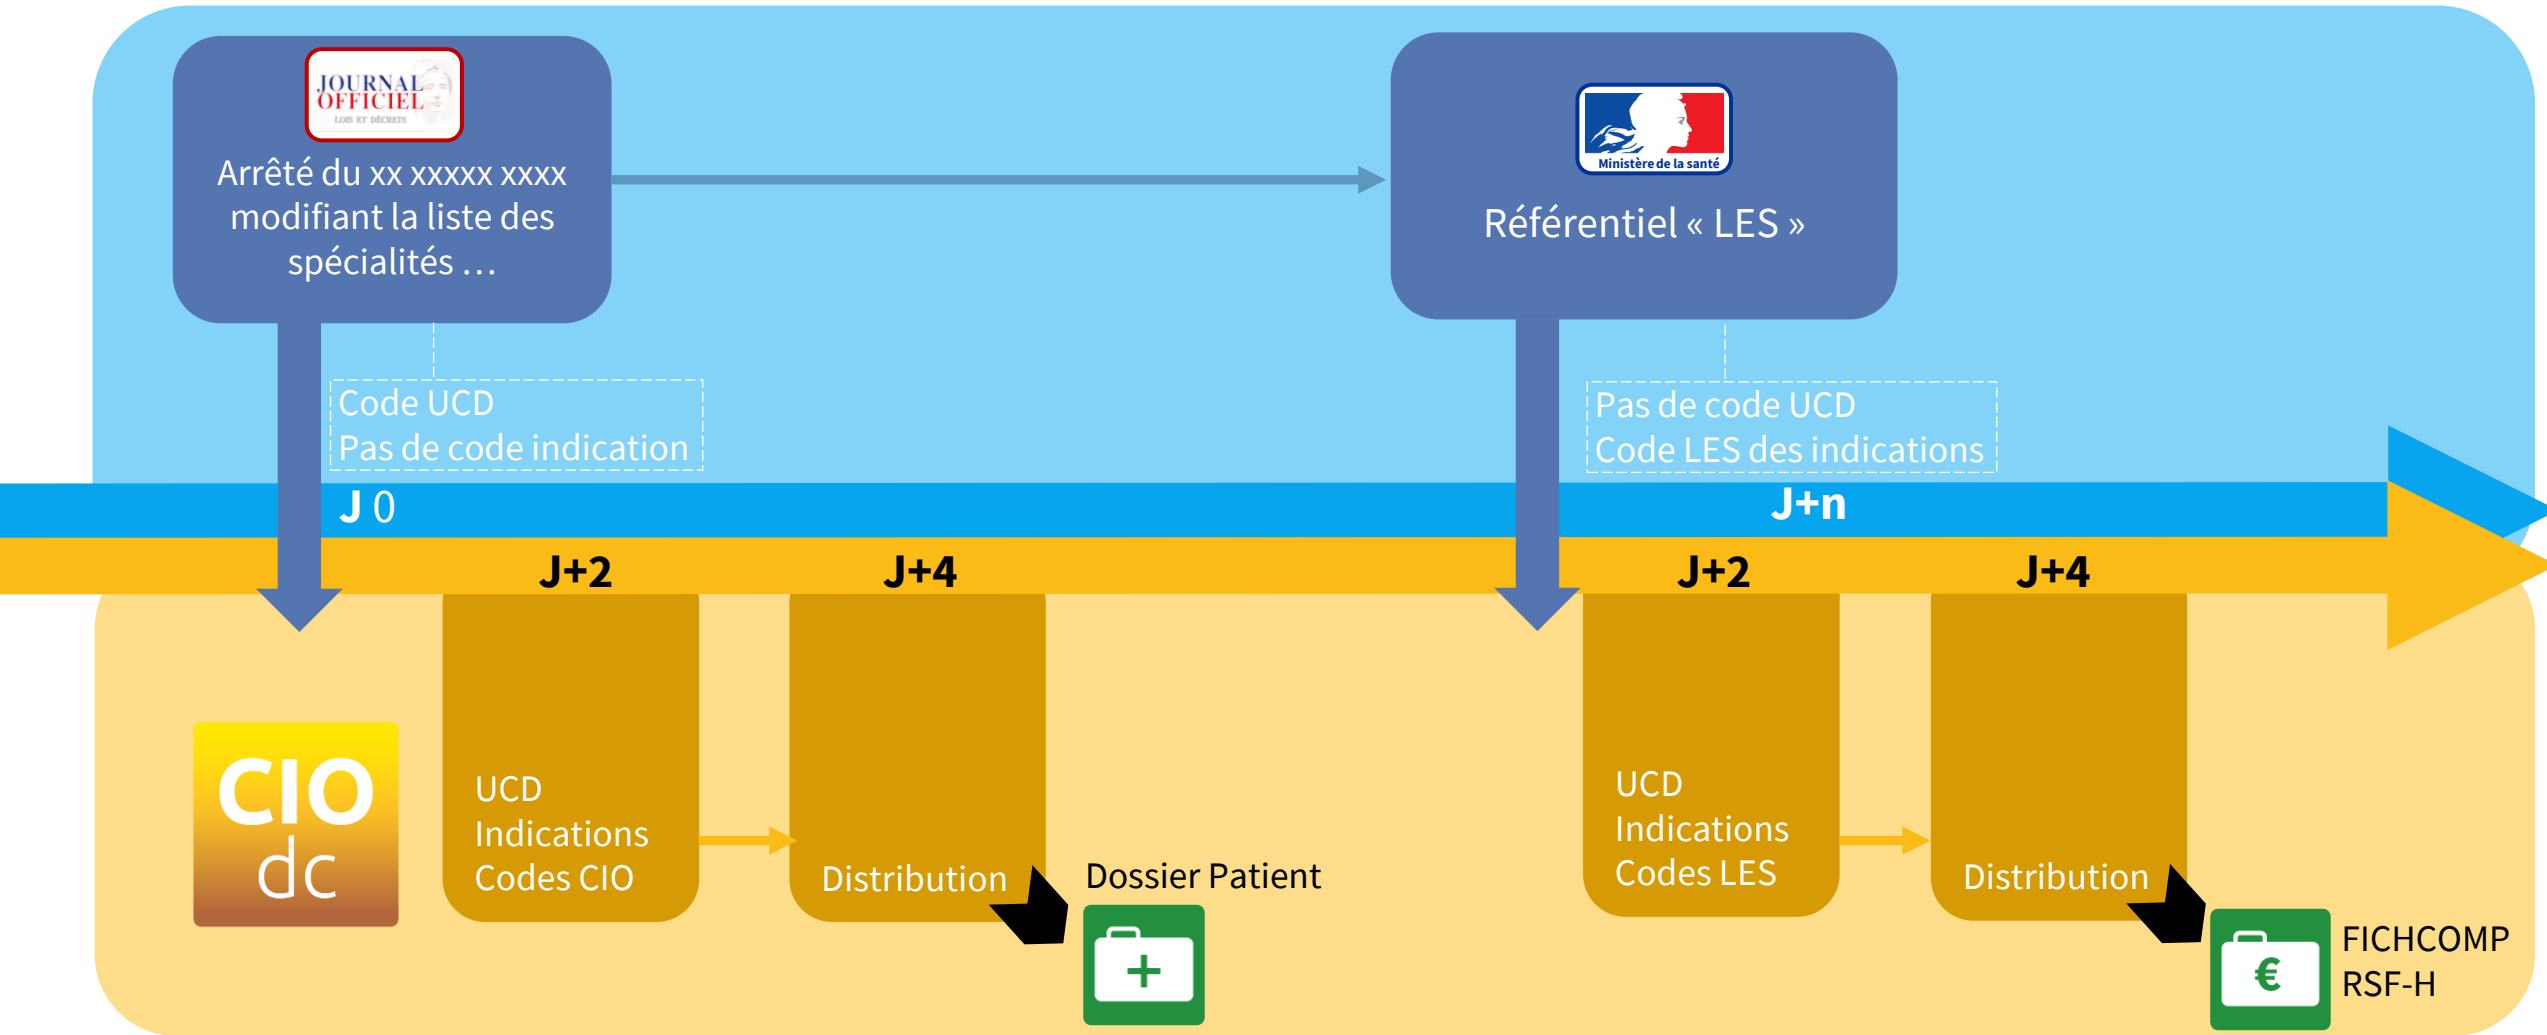 JOURNAL
OFFICIEL
LOIS ET DÉCRETS
Arrêté du xx xxxxx xxxx
modifiant la liste des
spécialités …
Ministère de la santé
Référentiel « LES »
Code UCD
Pas de code indication
Pas de code UCD
Code LES des indications
J 0
J+n
J+2
J+4
J+2
J+4
CIO
dc
UCD
Indications
Codes CIO
Distribution
Dossier Patient
UCD
Indications
Codes LES
Distribution
€
FICHCOMP
RSF-H